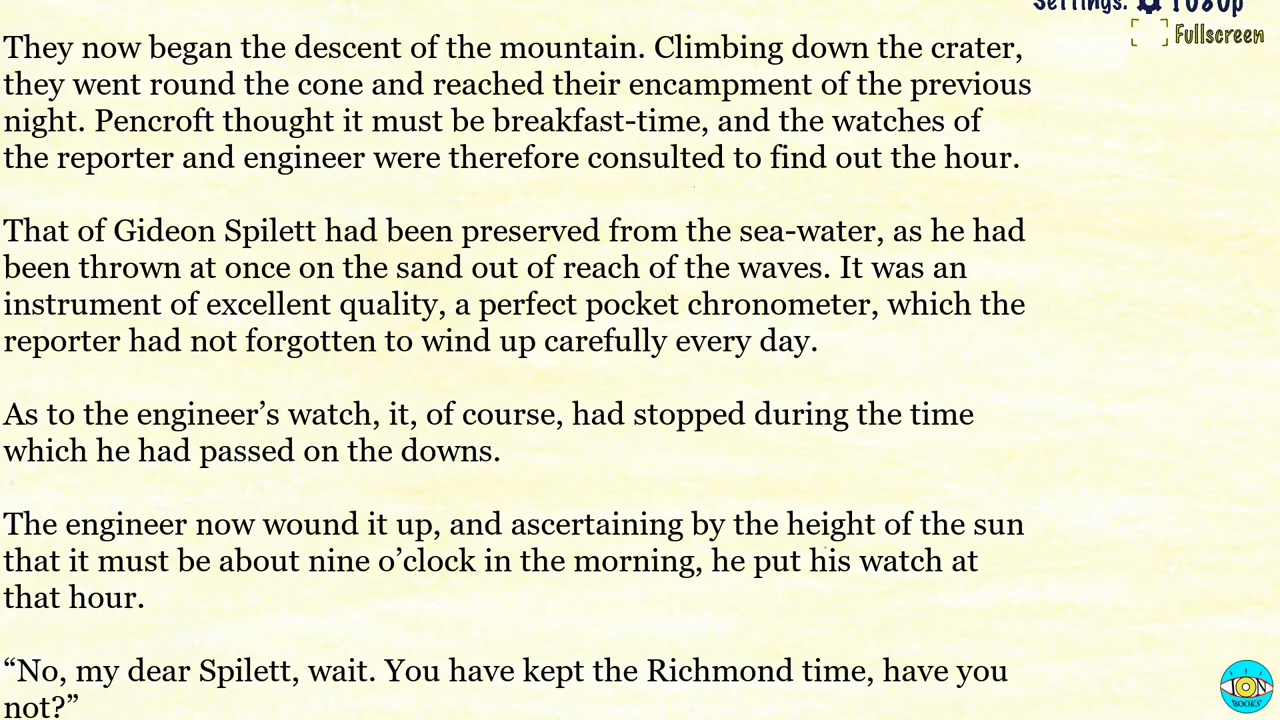 Settings: 1080p
Fullscreen
They now began the descent of the mountain. Climbing down the crater,
they went round the cone and reached their encampment of the previous
night. Pencroft thought it must be breakfast-time, and the watches of
the reporter and engineer were therefore consulted to find out the hour.
That of Gideon Spilett had been preserved from the sea-water, as he had
been thrown at once on the sand out of reach of the waves. It was an
instrument of excellent quality, a perfect pocket chronometer, which the
reporter had not forgotten to wind up carefully every day.
As to the engineer’s watch, it, of course, had stopped during the time
which he had passed on the downs.
The engineer now wound it up, and ascertaining by the height of the sun
that it must be about nine o’clock in the morning, he put his watch at
that hour.
“No, my dear Spilett, wait. You have kept the Richmond time, have you
not?”
ION
BOOKS